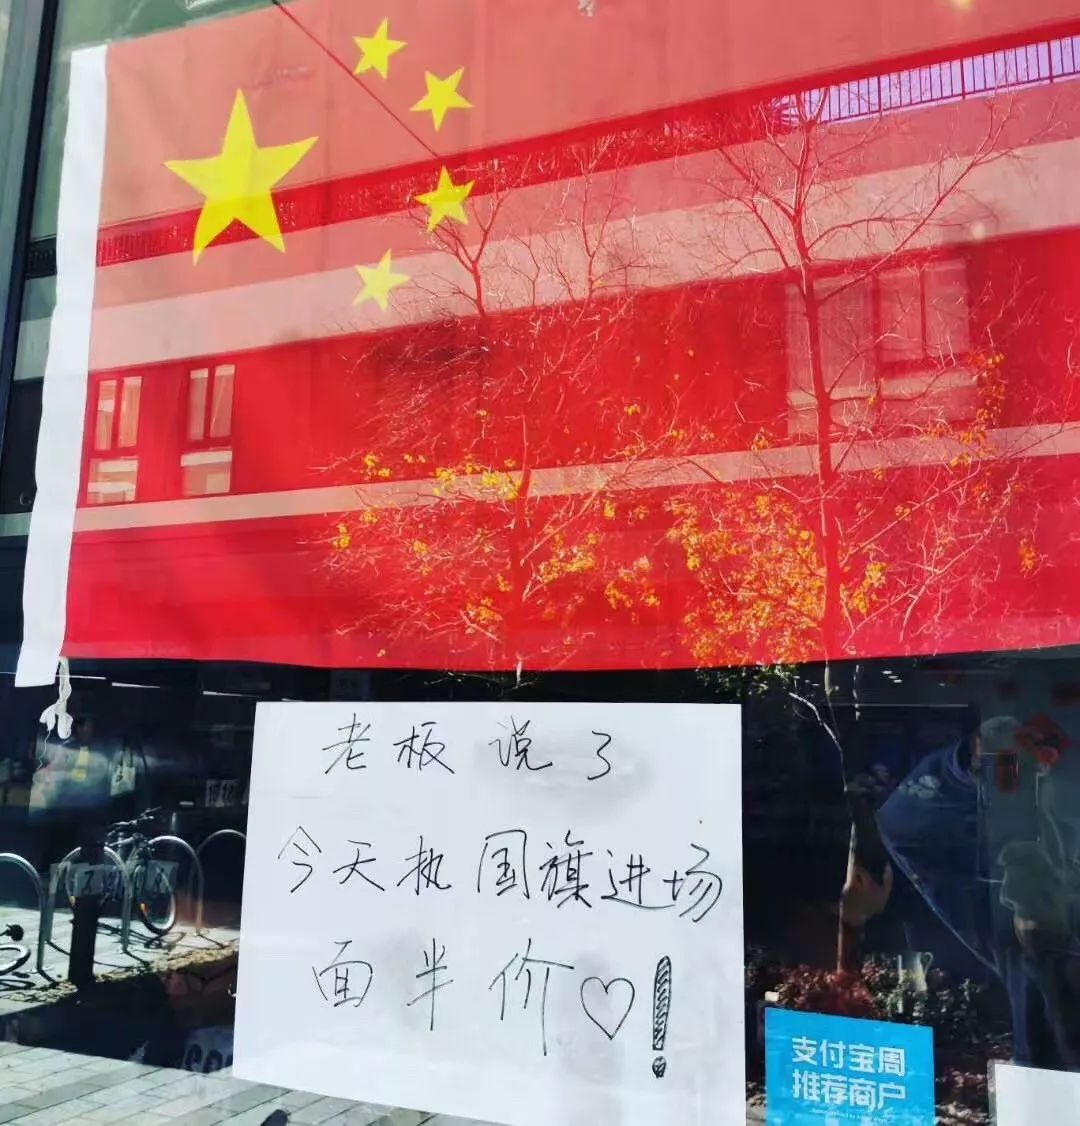 老板说了
今天执国旗进场
面半价♡！
支付宝周
推荐商户